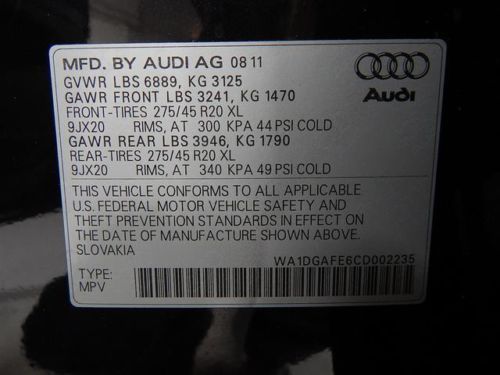 MFD. BY AUDI AG 08 11
GVWR LBS 6889, KG 3125
GAWR FRONT LBS 3241, KG 1470
FRONT-TIRES 275/45 R20 XL
9JX20 RIMS, AT 300 KPA 44 PSI COLD
GAWR REAR LBS 3946, KG 1790
REAR-TIRES 275/45 R20 XL
9JX20 RIMS, AT 340 KPA 49 PSI COLD
Audi
THIS VEHICLE CONFORMS TO ALL APPLICABLE
U.S. FEDERAL MOTOR VEHICLE SAFETY AND
THEFT PREVENTION STANDARDS IN EFFECT ON
THE DATE OF MANUFACTURE SHOWN ABOVE.
SLOVAKIA
WA1DGAFE6CD002235
TYPE:
MPV